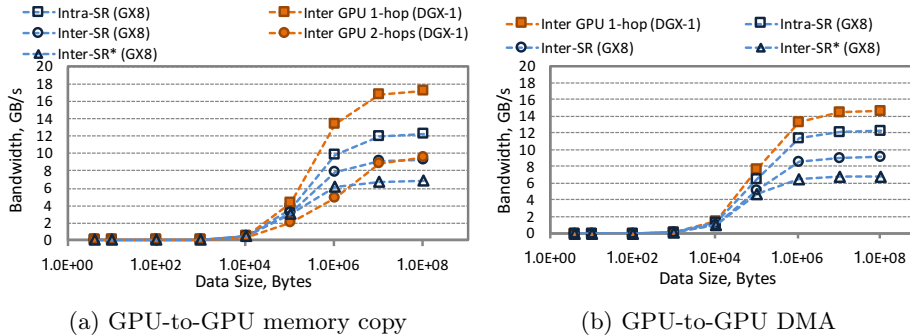 Intra-SR (GX8)
Inter GPU 1-hop (DGX-1)
Inter-SR (GX8)
Inter GPU 2-hops (DGX-1)
Inter-SR* (GX8)
20
18
16
14
12
10
8
6
4
2
0
Bandwidth, GB/s
1.0E+00
1.0E+02
1.0E+04
1.0E+06
1.0E+08
Data Size, Bytes
(a) GPU-to-GPU memory copy
Inter GPU 1-hop (DGX-1)
Intra-SR (GX8)
Inter-SR (GX8)
Inter-SR* (GX8)
20
18
16
14
12
10
8
6
4
2
0
Bandwidth, GB/s
1.0E+00
1.0E+02
1.0E+04
1.0E+06
1.0E+08
Data Size, Bytes
(b) GPU-to-GPU DMA